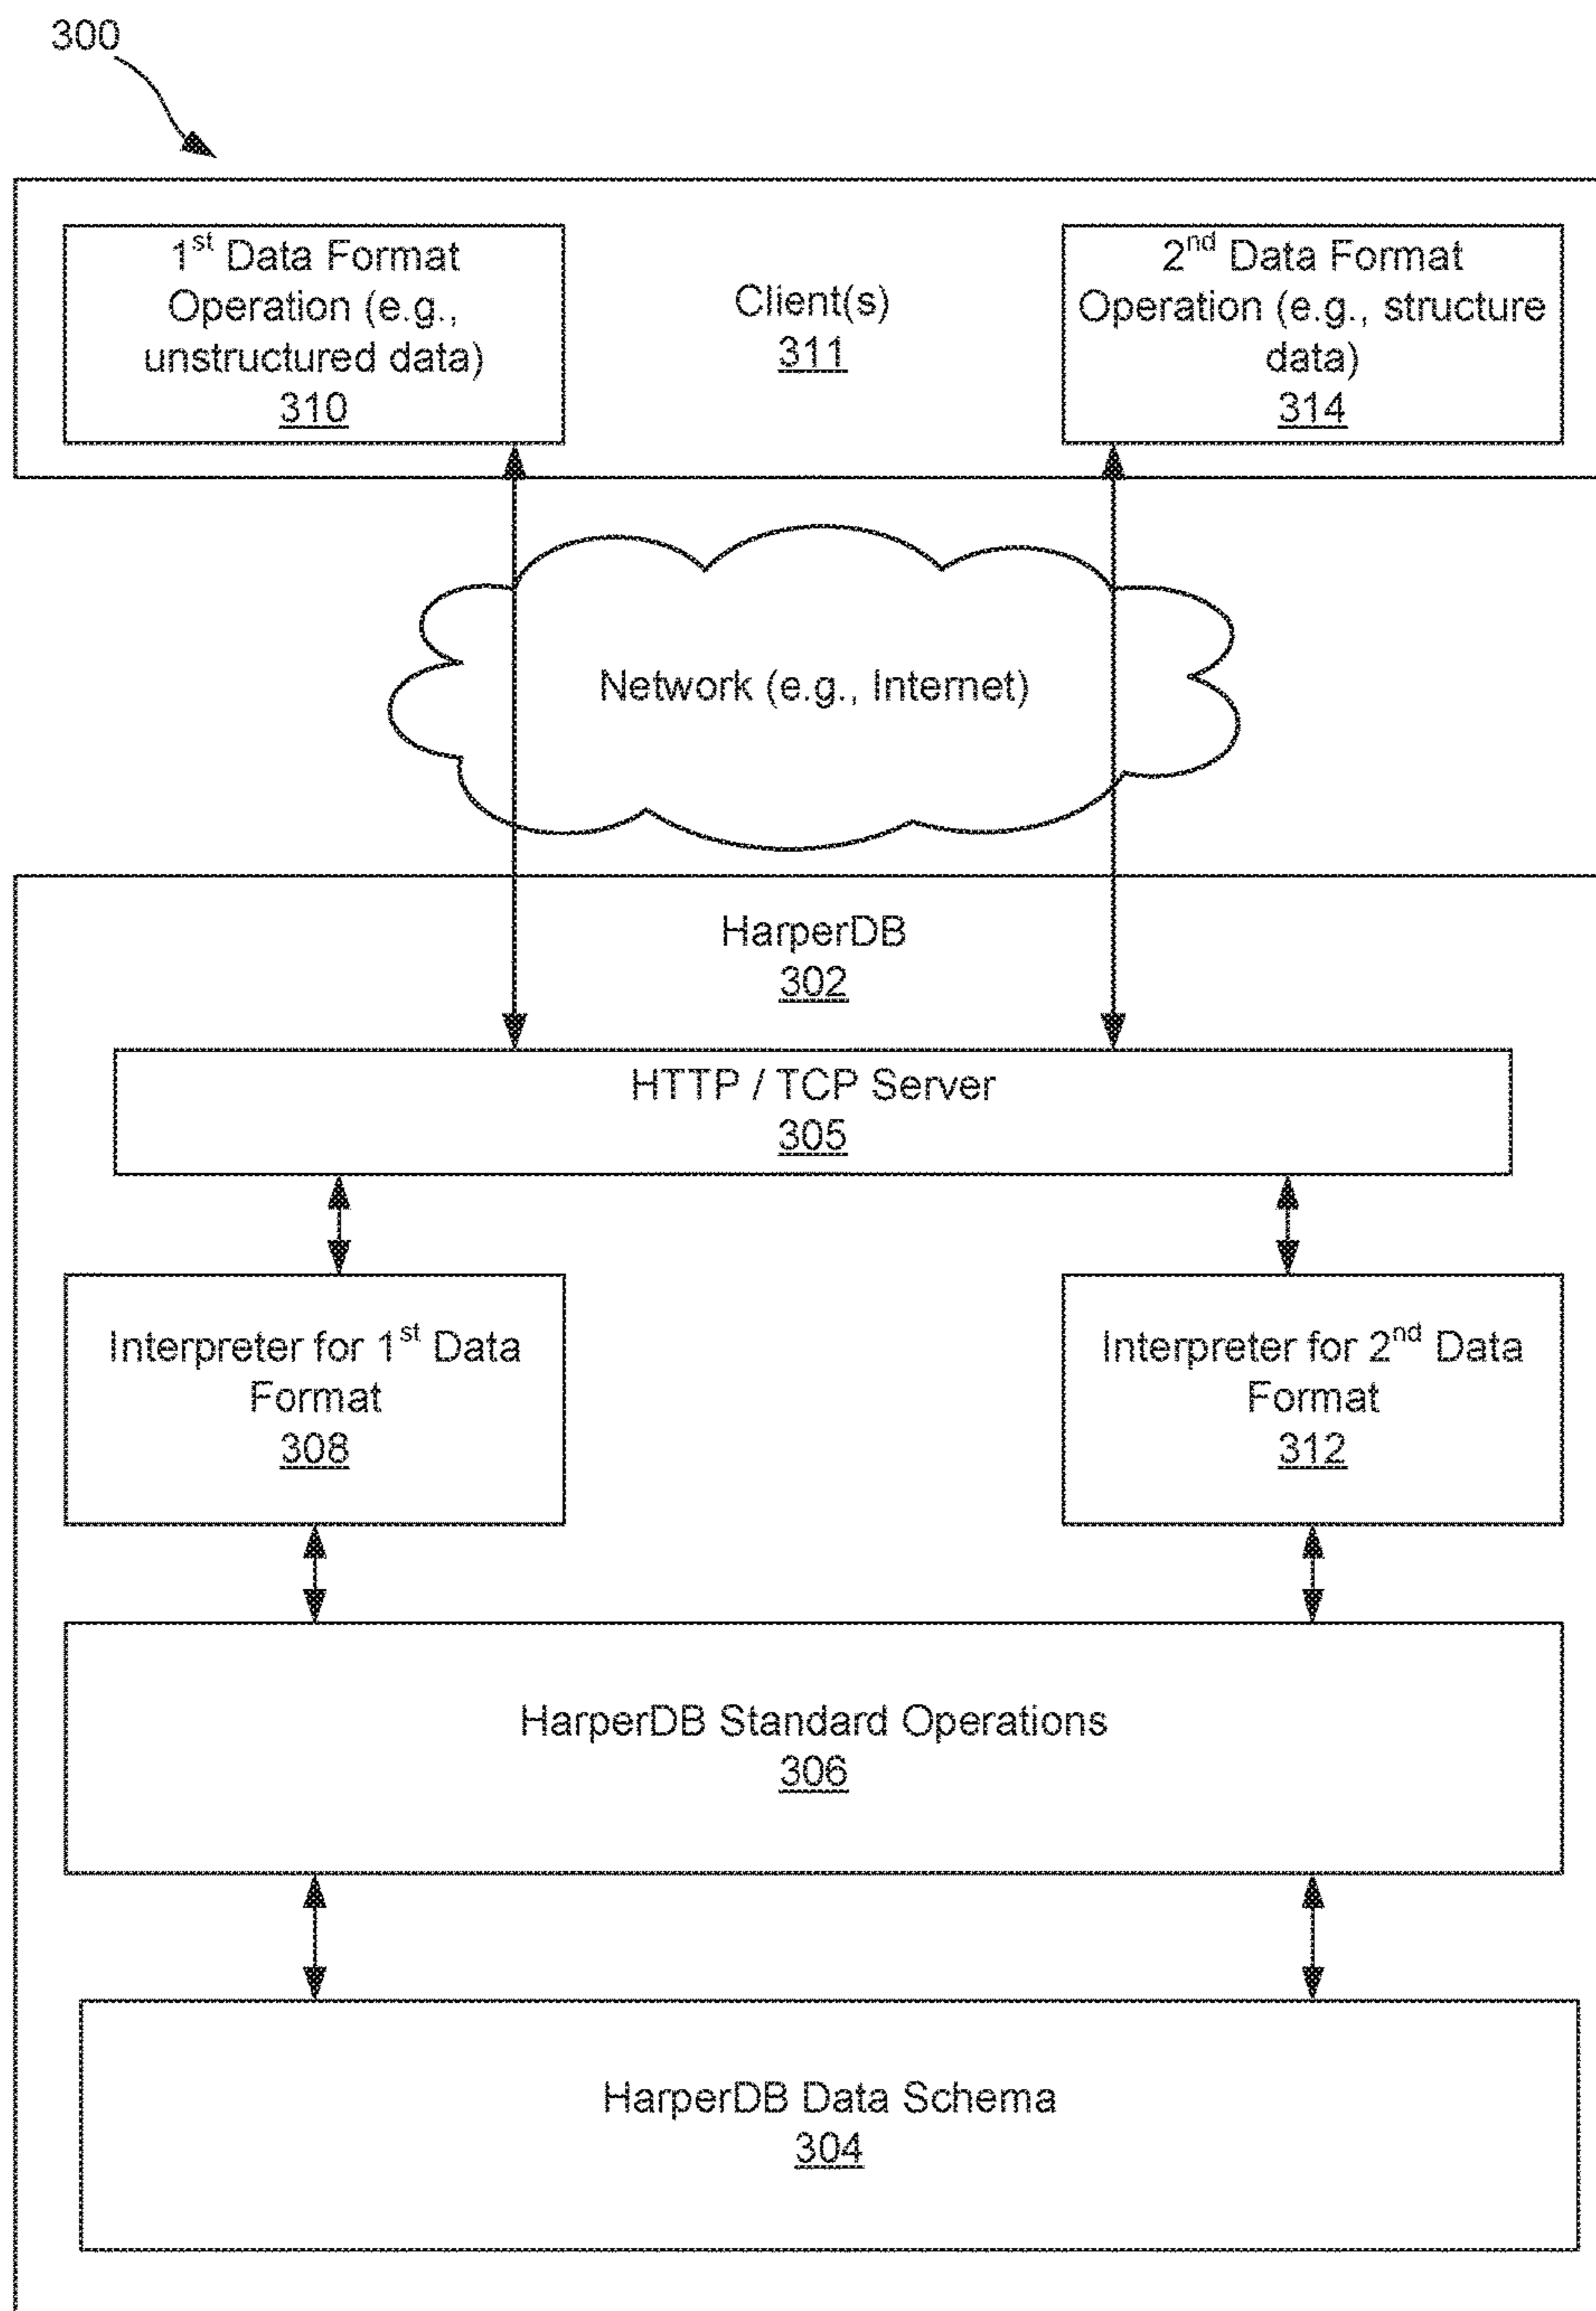 300
1st Data Format
Operation (e.g.,
unstructured data)
310
Client(s)
311
2nd Data Format
Operation (e.g., structure
data)
314
Network (e.g., Internet)
HarperDB
302
HTTP / TCP Server
305
Interpreter for 1st Data
Format
308
Interpreter for 2nd Data
Format
312
HarperDB Standard Operations
306
HarperDB Data Schema
304